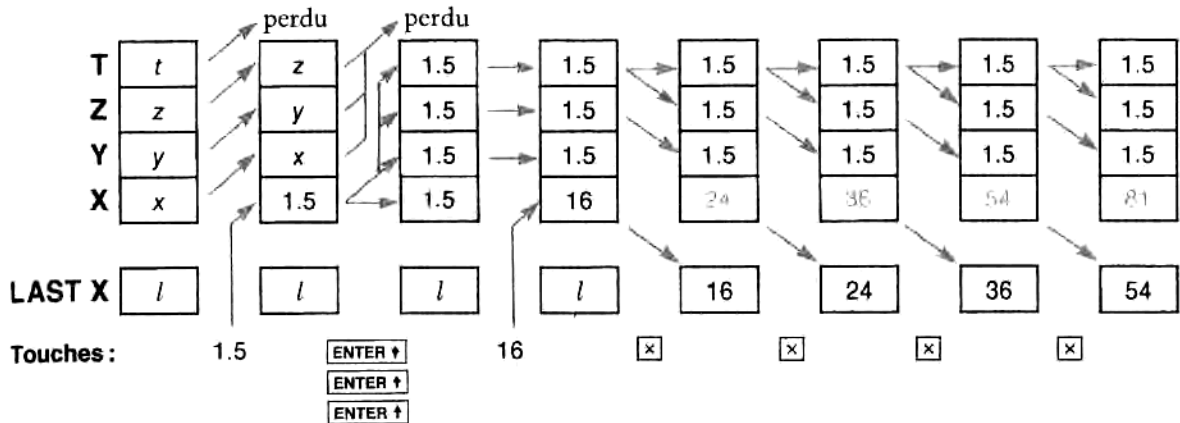 perdu perdu
T t z 1.5 1.5 1.5 1.5 1.5 1.5
Z z y 1.5 1.5 1.5 1.5 1.5 1.5
Y y x 1.5 1.5 1.5 1.5 1.5 1.5
X x 1.5 1.5 16 24 36 54 81
LAST X l l l l 16 24 36 54
Touches : 1.5 ENTER ↑ 16 × × × ×
ENTER ↑
ENTER ↑